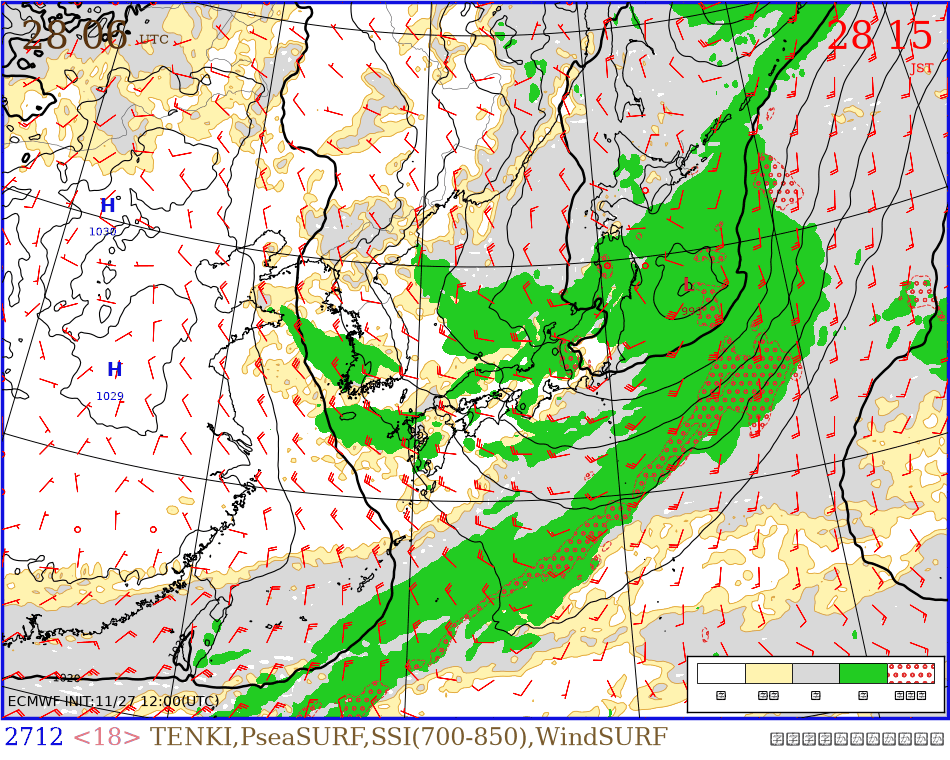 28 06 UTC
28 15
JST
H
1030
L
991
H
1029
1020
ECMWF INIT:11/27 12:00(UTC)
2712 <18> TENKI,PseaSURF,SSI(700-850),WindSURF